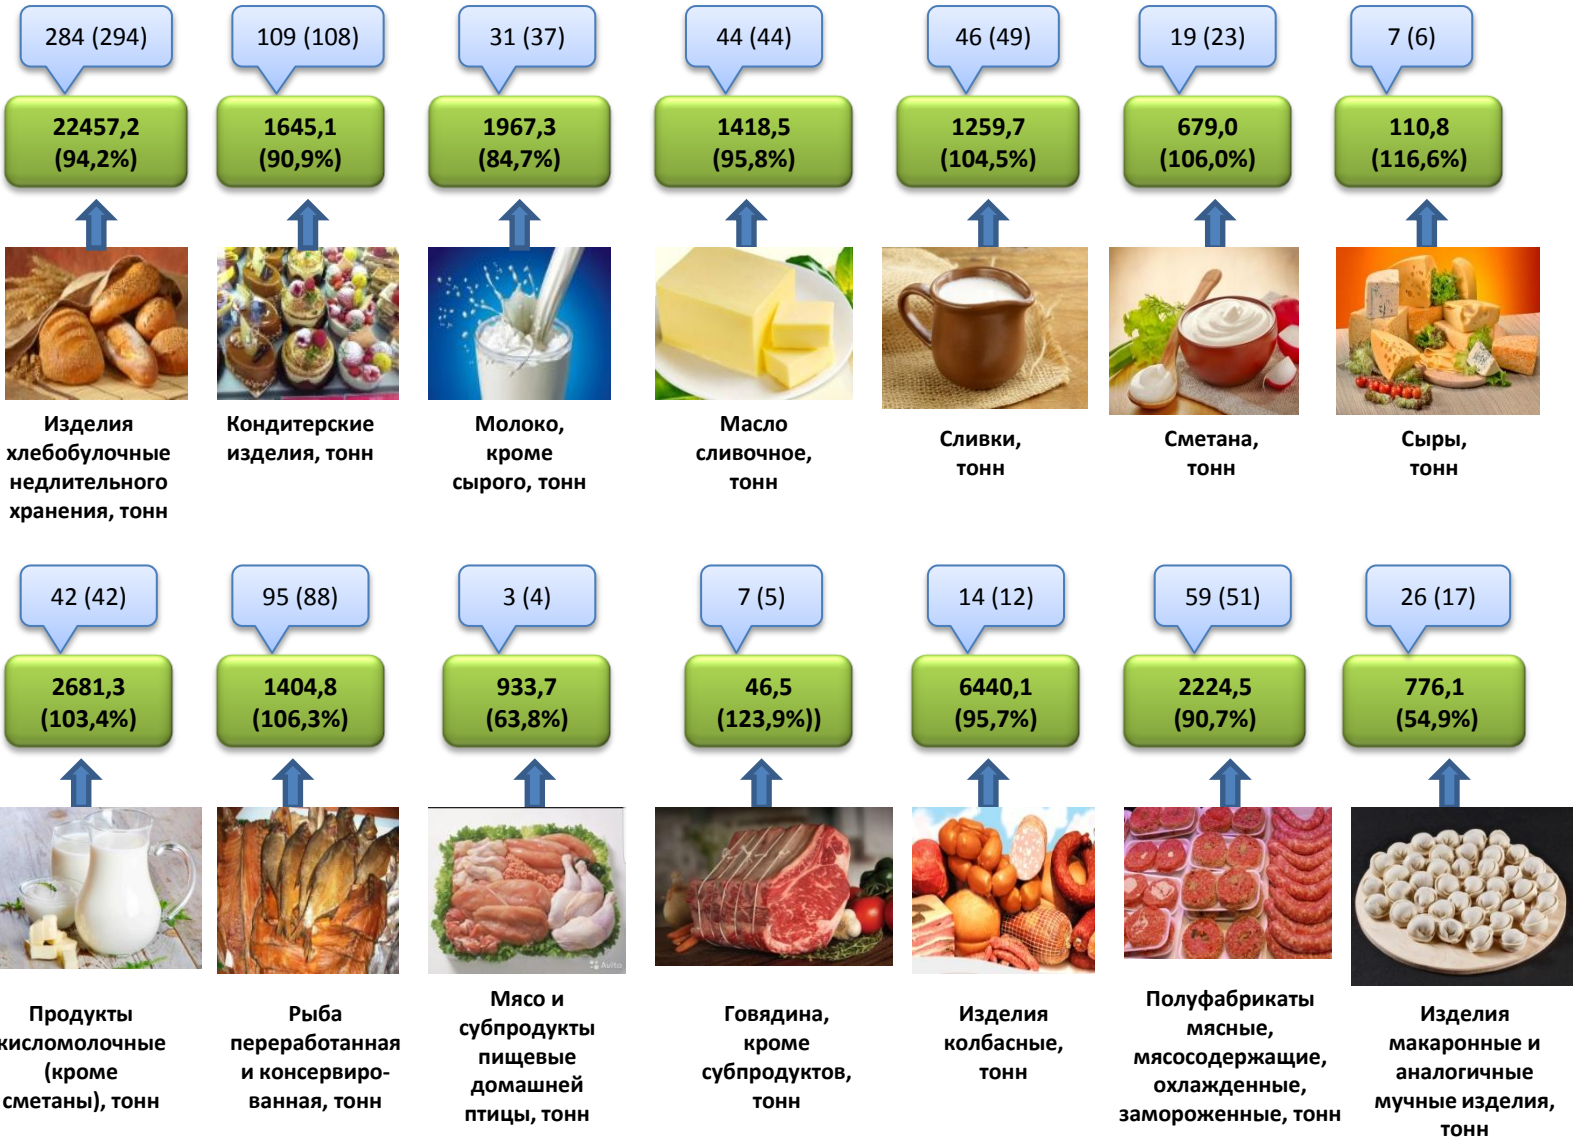 284 (294)
109 (108)
31 (37)
44 (44)
46 (49)
19 (23)
7 (6)
22457,2
(94,2%)
1645,1
(90,9%)
1967,3
(84,7%)
1418,5
(95,8%)
1259,7
(104,5%)
679,0
(106,0%)
110,8
(116,6%)
Изделия
хлебобулочные
недлительного
хранения, тонн
Кондитерские
изделия, тонн
Молоко,
кроме
сырого, тонн
Масло
сливочное,
тонн
Сливки,
тонн
Сметана,
тонн
Сыры,
тонн
42 (42)
95 (88)
3 (4)
7 (5)
14 (12)
59 (51)
26 (17)
2681,3
(103,4%)
1404,8
(106,3%)
933,7
(63,8%)
46,5
(123,9%))
6440,1
(95,7%)
2224,5
(90,7%)
776,1
(54,9%)
Avito
Продукты
кисломолочные
(кроме
сметаны), тонн
Рыба
переработанная
и консервиро-
ванная, тонн
Мясо и
субпродукты
пищевые
домашней
птицы, тонн
Говядина,
кроме
субпродуктов,
тонн
Изделия
колбасные,
тонн
Полуфабрикаты
мясные,
мясосодержащие,
охлажденные,
замороженные, тонн
Изделия
макаронные и
аналогичные
мучные изделия,
тонн